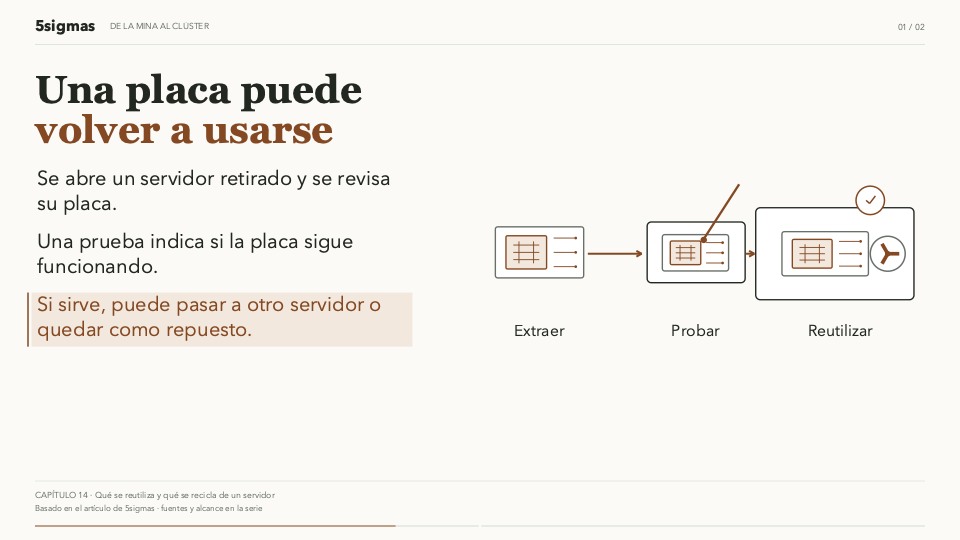 5sigmas DE LA MINA AL CLÚSTER 01 / 02
Una placa puede
volver a usarse
Se abre un servidor retirado y se revisa
su placa.
Una prueba indica si la placa sigue
funcionando.
Si sirve, puede pasar a otro servidor o
quedar como repuesto.
Extraer Probar Reutilizar
CAPÍTULO 14 · Qué se reutiliza y qué se recicla de un servidor
Basado en el artículo de 5sigmas · fuentes y alcance en la serie